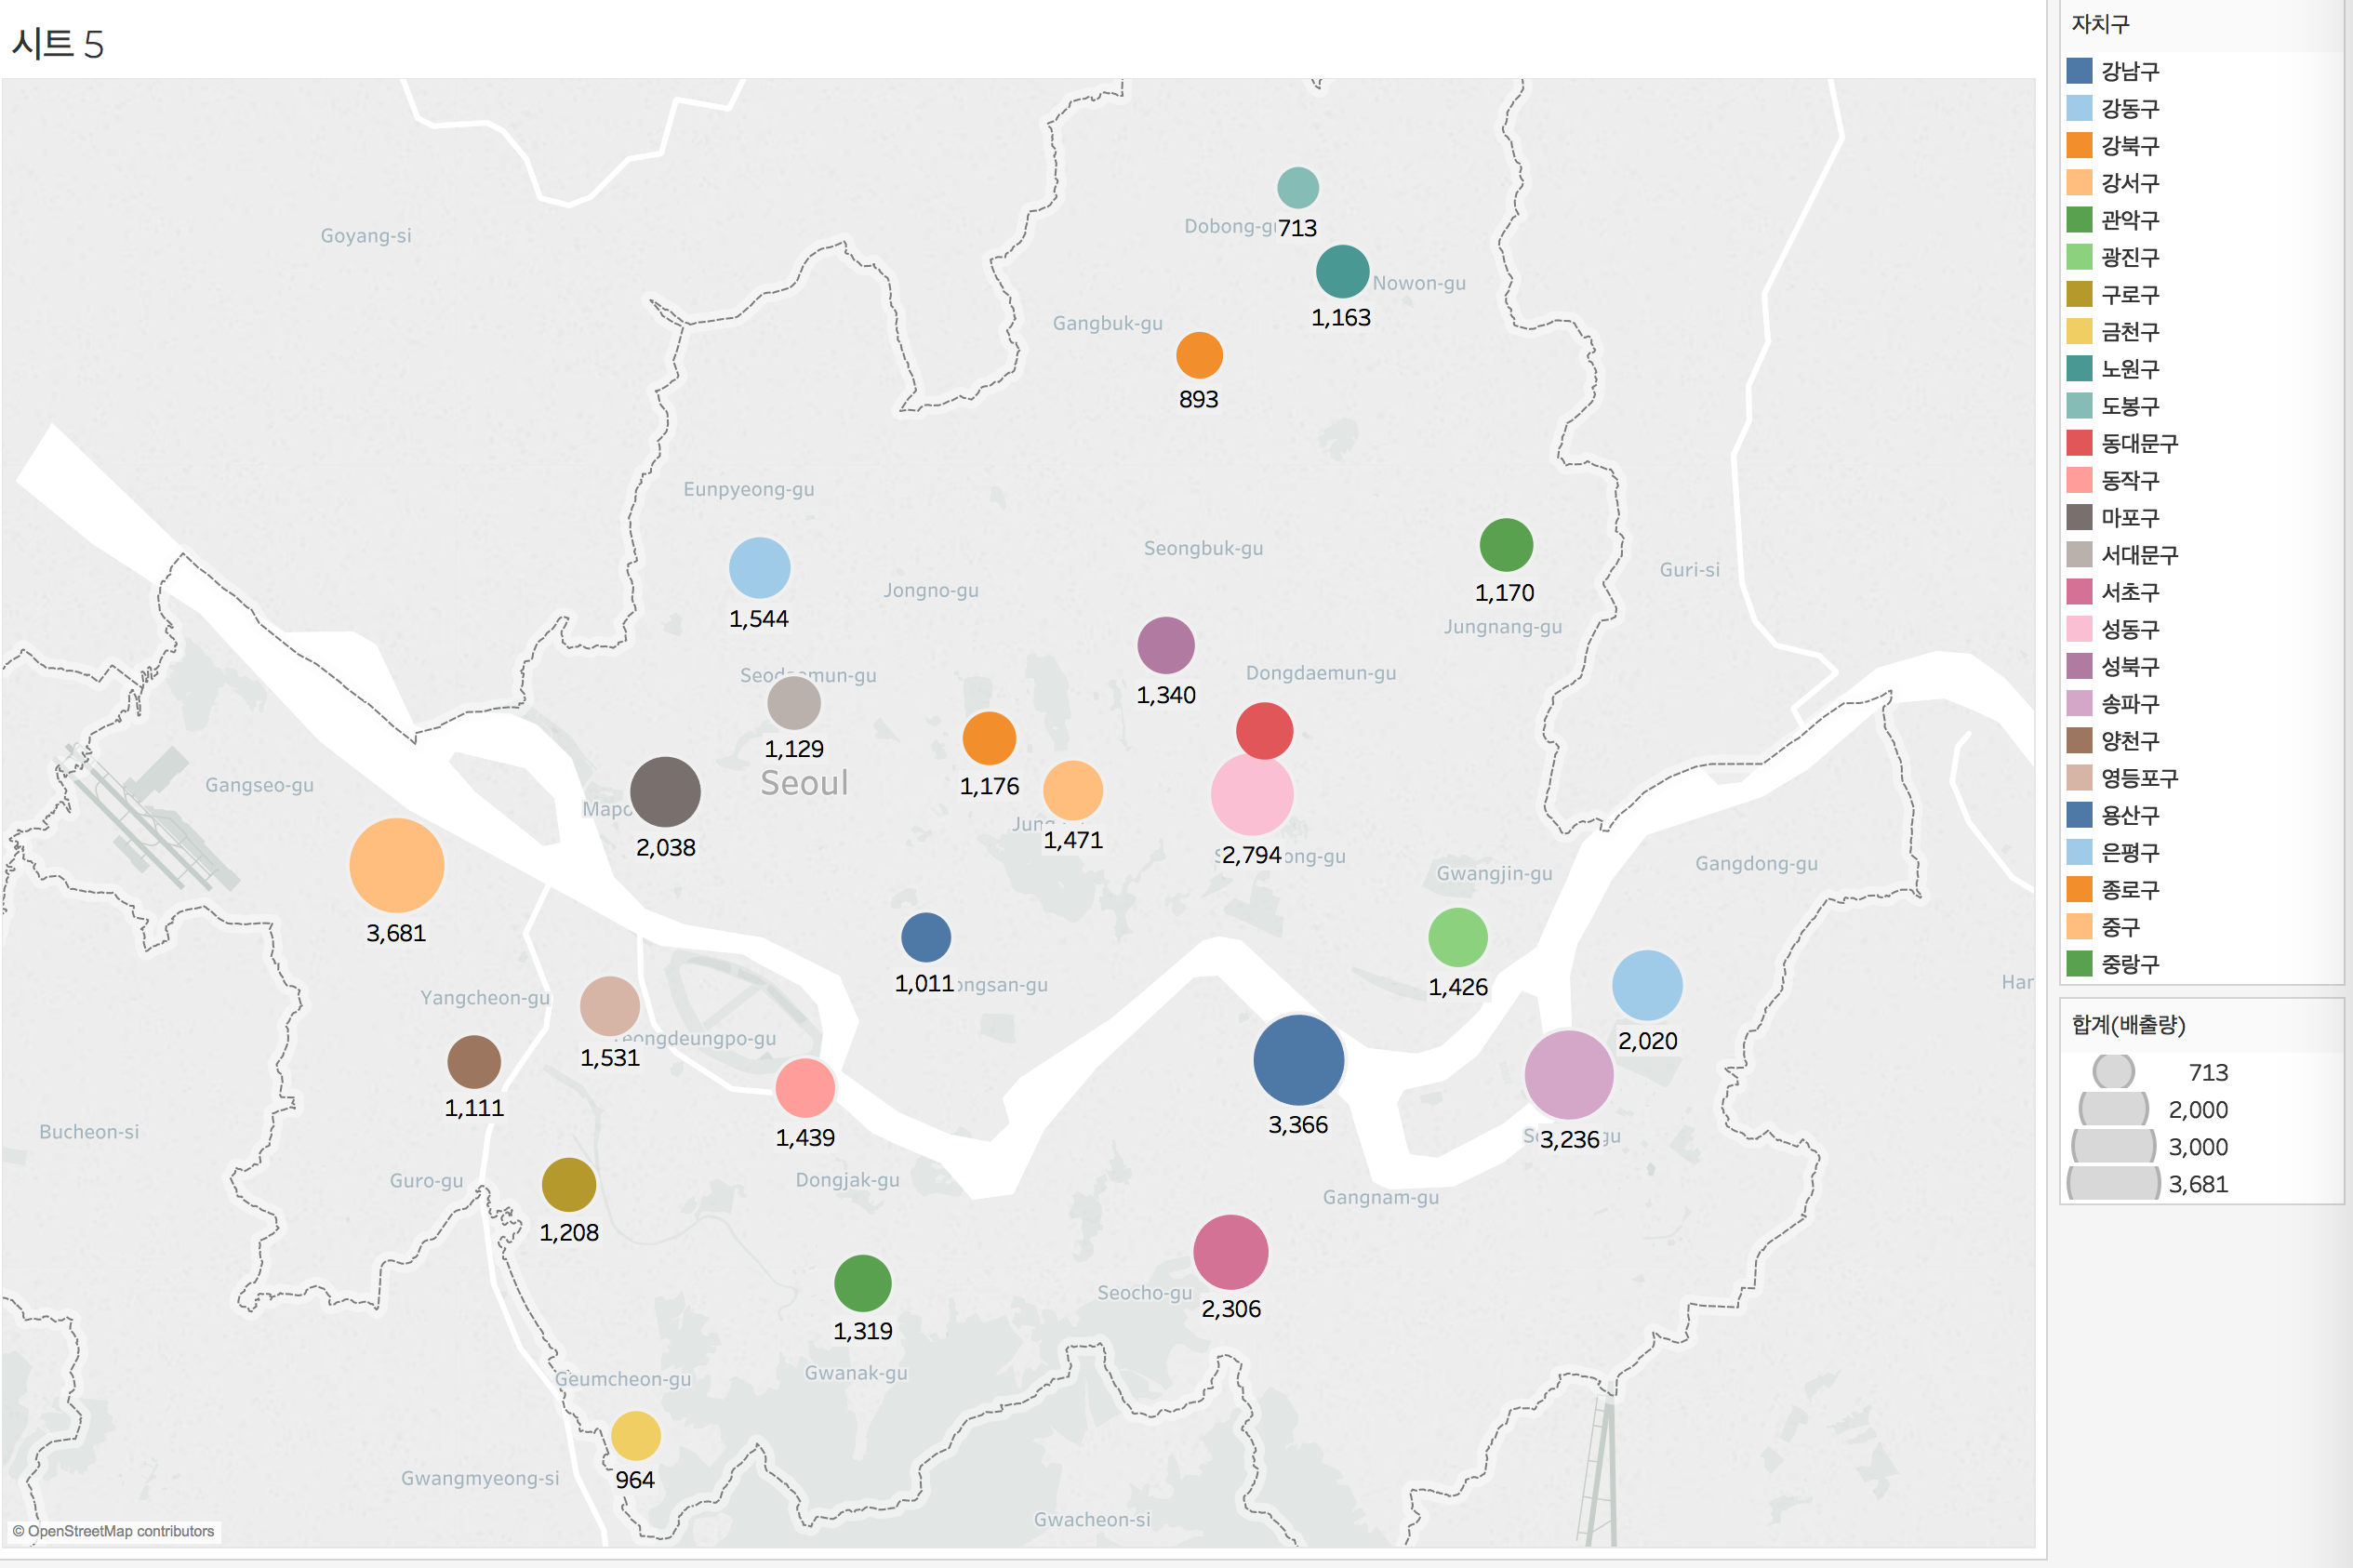 시트 5
Goyang-si
Dobong-g
713
Nowon-gu
1,163
Gangbuk-gu
893
Eunpyeong-gu
1,544
Seongbuk-gu
Jongno-gu
1,170
Guri-si
Jungnang-gu
1,340
Dongdaemun-gu
1,129
Seoul
1,176
Gangseo-gu
Mapo
2,038
1,471
2,794
ong-gu
Gangdong-gu
Gwangjin-gu
3,681
1,011
ongsan-gu
1,426
Har
Yangcheon-gu
eongdeungpo-gu
1,531
2,020
1,111
3,366
Bucheon-si
1,439
3,236
Guro-gu
Dongjak-gu
Gangnam-gu
1,208
Seocho-gu
2,306
1,319
Gwanak-gu
Geumcheon-gu
Gwangmyeong-si
964
Gwacheon-si
© OpenStreetMap contributors
자치구
강남구
강동구
강북구
강서구
관악구
광진구
구로구
금천구
노원구
도봉구
동대문구
동작구
마포구
서대문구
서초구
성동구
성북구
송파구
양천구
영등포구
용산구
은평구
종로구
중구
중랑구
합계(배출량)
713
2,000
3,000
3,681